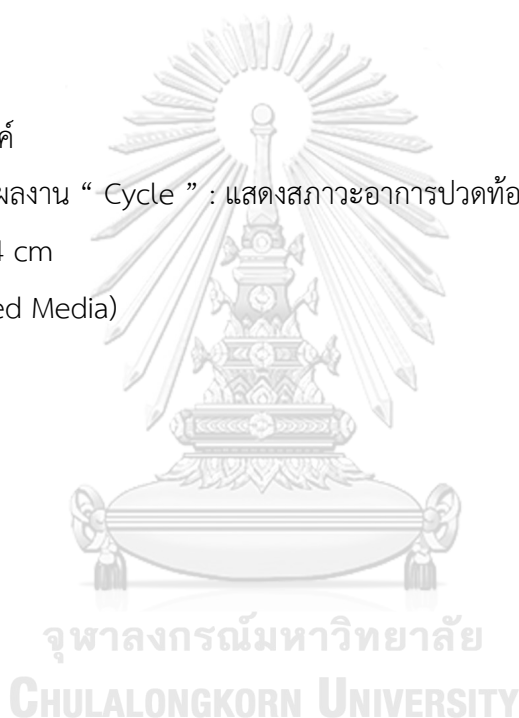 ค์
ผลงาน “ Cycle ” : แสดงสภาวะอาการปวดท้อ
4 cm
ed Media)
จุฬาลงกรณ์มหาวิทยาลัย
CHULALONGKORN UNIVERSITY